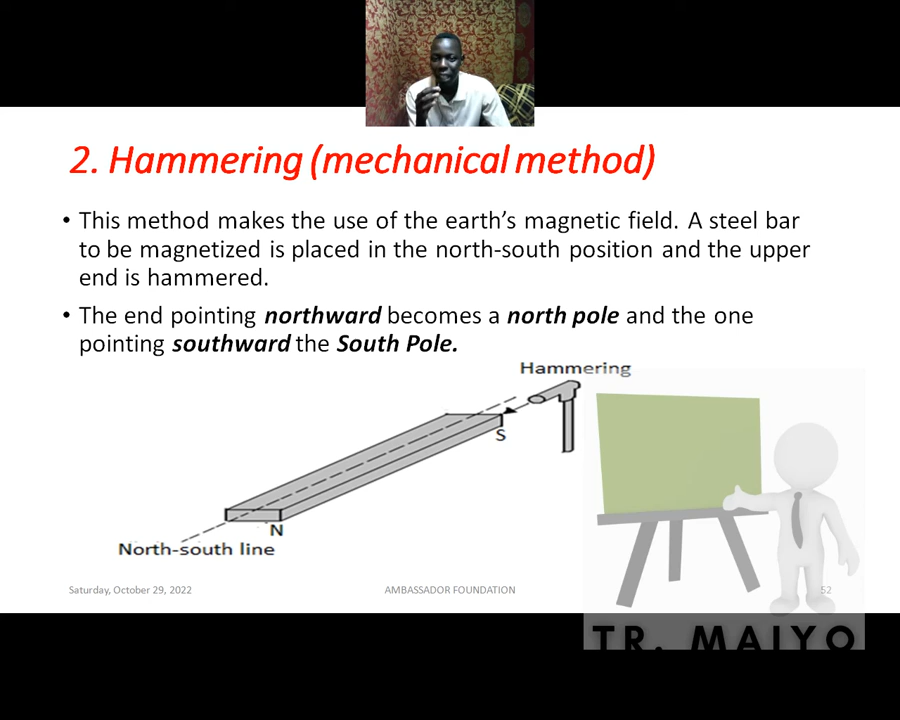 2. Hammering (mechanical method)
• This method makes the use of the earth’s magnetic field. A steel bar
to be magnetized is placed in the north-south position and the upper
end is hammered.
• The end pointing northward becomes a north pole and the one
pointing southward the South Pole.
Hammering
S
N
North-south line
Saturday, October 29, 2022
AMBASSADOR FOUNDATION
52
TR. MAIYO